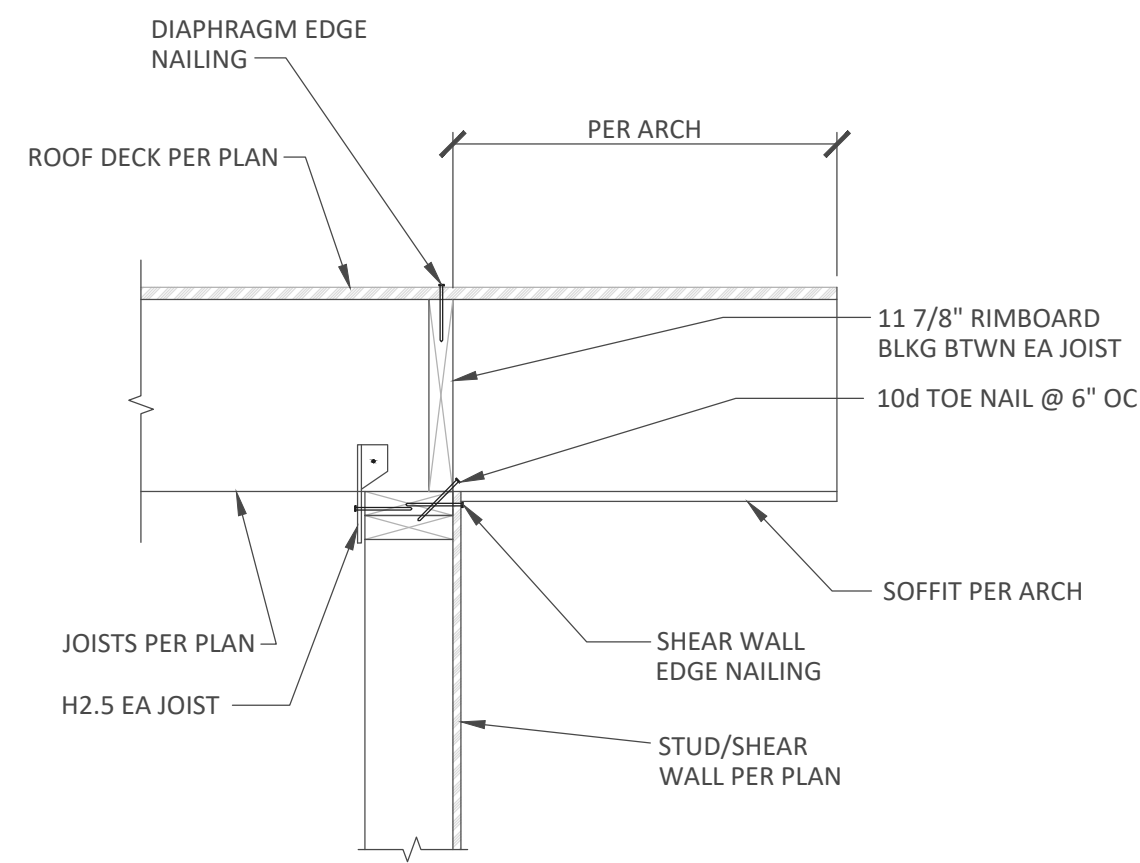 DIAPHRAGM EDGE
NAILING
PER ARCH
ROOF DECK PER PLAN
11 7/8" RIMBOARD
BLKG BTWN EA JOIST
10d TOE NAIL @ 6" OC
SOFFIT PER ARCH
JOISTS PER PLAN
SHEAR WALL
EDGE NAILING
H2.5 EA JOIST
STUD/SHEAR
WALL PER PLAN